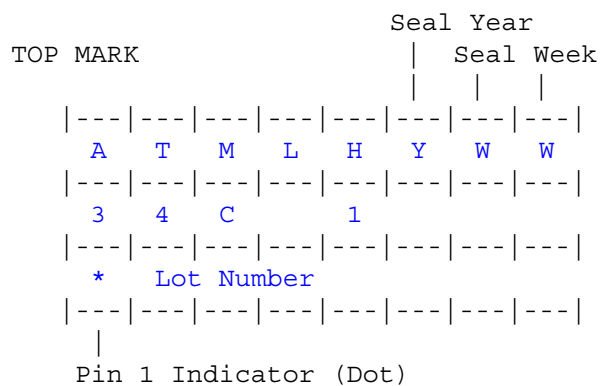 Seal Year
TOP MARK | Seal Week
| | |
|---|---|---|---|---|---|---|---|
A T M L H Y W W
|---|---|---|---|---|---|---|---|
3 4 C 1
|---|---|---|---|---|---|---|---|
* Lot Number
|---|---|---|---|---|---|---|---|
|
Pin 1 Indicator (Dot)